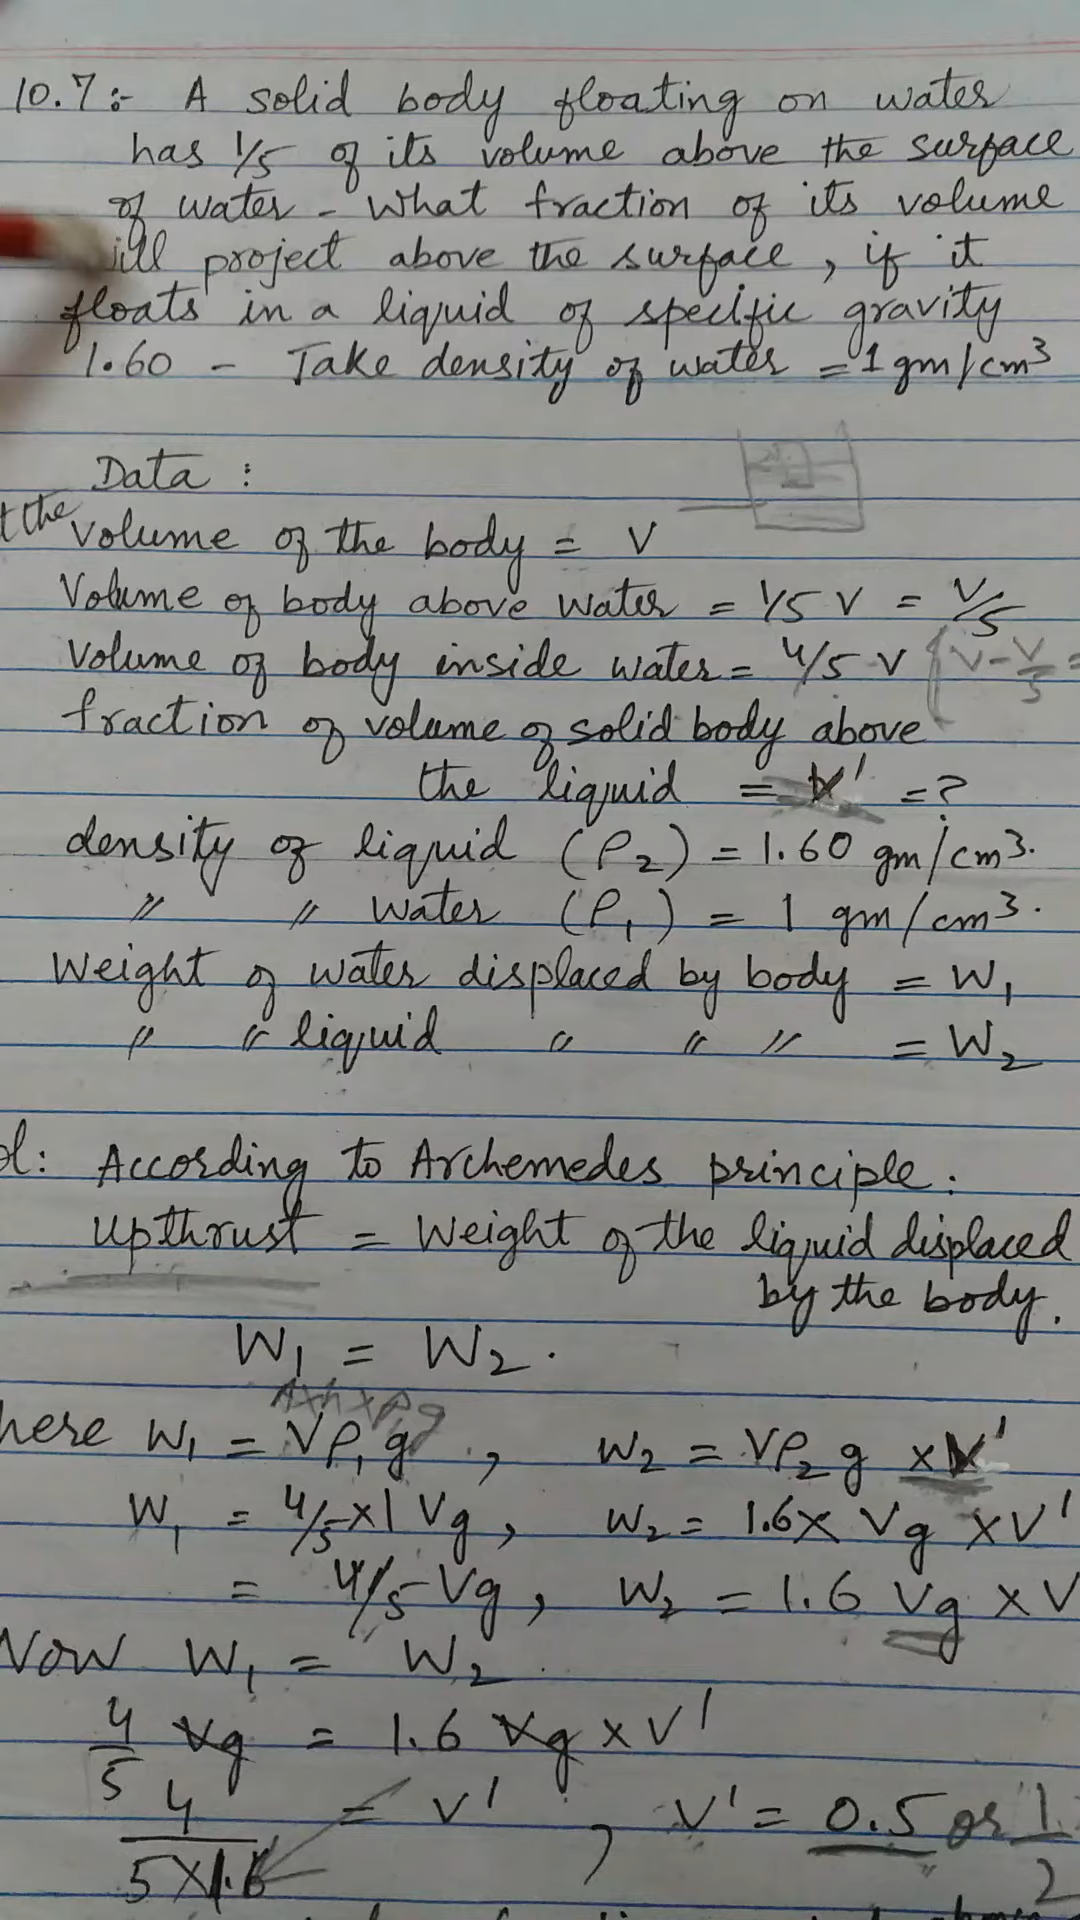 10.7:- A solid body floating on water
has 1/5 of its volume above the surface
of water - What fraction of its volume
ill project above the surface, if it
floats in a liquid of specific gravity
1.60 - Take density of water = 1 gm/cm³
Data :
t the volume of the body = V
Volume of body above water = 1/5 V = V/5
Volume of body inside water = 4/5 V { V - V/5 =
fraction of volume of solid body above
the liquid = V' = ?
density of liquid (ρ₂) = 1.60 gm/cm³.
〃 〃 water (ρ₁) = 1 gm/cm³.
Weight of water displaced by body = W₁
〃 〃 liquid 〃 〃 〃 = W₂
ol: According to Archemedes principle.
upthrust = Weight of the liquid displaced
by the body.
W₁ = W₂.
A×h×ρg
here W₁ = Vρ₁g , W₂ = Vρ₂g × V'
W₁ = 4/5 × 1 Vg , W₂ = 1.6 × Vg × V'
= 4/5 Vg , W₂ = 1.6 Vg × V
Now W₁ = W₂.
4/5 Vg = 1.6 Vg × V'
4/5×1.6 = V' , V' = 0.5 or 1/2